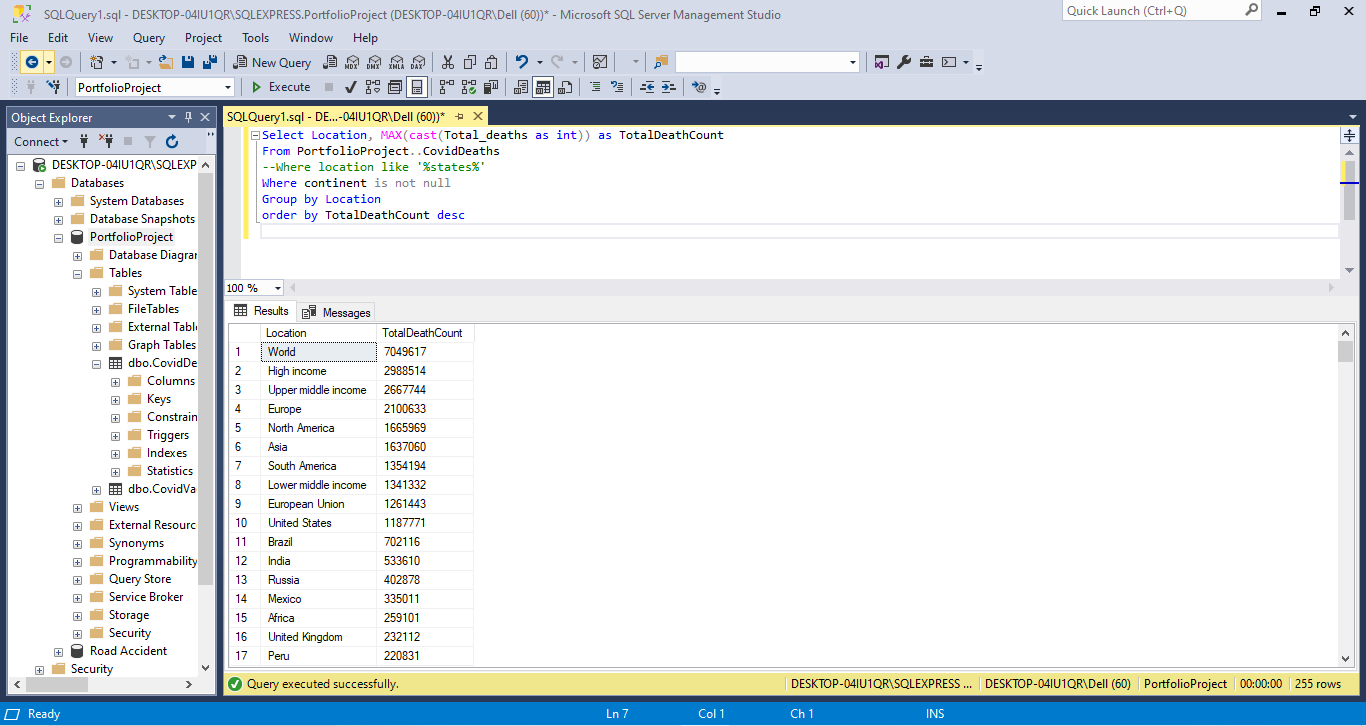 SQLQuery1.sql - DESKTOP-04IU1QR\SQLEXPRESS.PortfolioProject (DESKTOP-04IU1QR\Dell (60))* - Microsoft SQL Server Management Studio
Quick Launch (Ctrl+Q)
File Edit View Query Project Tools Window Help
New Query MDX DMX XMLA DAX
PortfolioProject Execute
Object Explorer
Connect
DESKTOP-04IU1QR\SQLEXP
Databases
System Databases
Database Snapshots
PortfolioProject
Database Diagrar
Tables
System Table
FileTables
External Tabl
Graph Tables
dbo.CovidDe
Columns
Keys
Constrain
Triggers
Indexes
Statistics
dbo.CovidVa
Views
External Resourc
Synonyms
Programmability
Query Store
Service Broker
Storage
Security
Road Accident
Security
SQLQuery1.sql - DE...-04IU1QR\Dell (60))*
Select Location, MAX(cast(Total_deaths as int)) as TotalDeathCount
From PortfolioProject..CovidDeaths
--Where location like '%states%'
Where continent is not null
Group by Location
order by TotalDeathCount desc
100 %
Results Messages
Location TotalDeathCount
1 World 7049617
2 High income 2988514
3 Upper middle income 2667744
4 Europe 2100633
5 North America 1665969
6 Asia 1637060
7 South America 1354194
8 Lower middle income 1341332
9 European Union 1261443
10 United States 1187771
11 Brazil 702116
12 India 533610
13 Russia 402878
14 Mexico 335011
15 Africa 259101
16 United Kingdom 232112
17 Peru 220831
Query executed successfully. DESKTOP-04IU1QR\SQLEXPRESS ... DESKTOP-04IU1QR\Dell (60) PortfolioProject 00:00:00 255 rows
Ready Ln 7 Col 1 Ch 1 INS